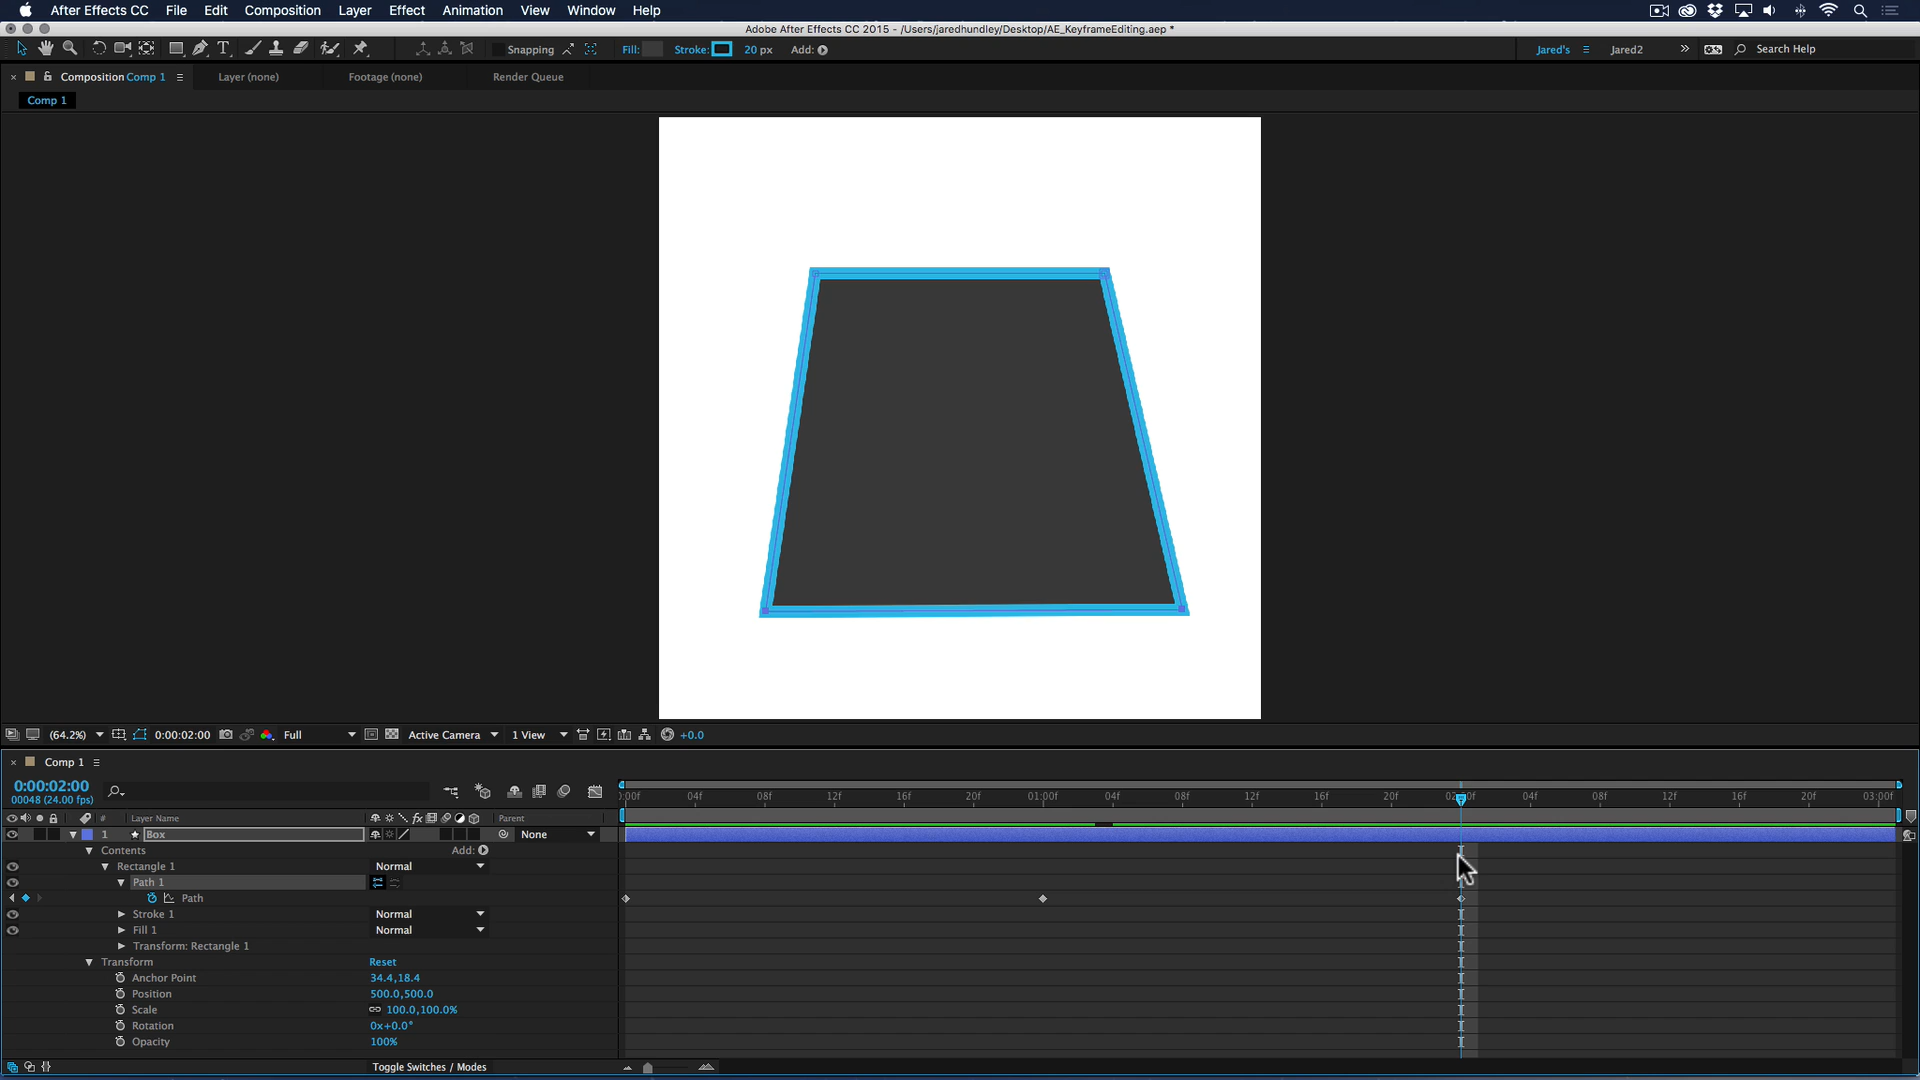 After Effects CC File Edit Composition Layer Effect Animation View Window Help
Adobe After Effects CC 2015 - /Users/jaredhundley/Desktop/AE_KeyframeEditing.aep *
Snapping Fill: Stroke: 20 px Add: Jared's Jared2 Search Help
Composition Comp 1 Layer (none) Footage (none) Render Queue
Comp 1
(64.2%) 0:00:02:00 Full Active Camera 1 View +0.0
Comp 1
0:00:02:00
00048 (24.00 fps)
):00f 04f 08f 12f 16f 20f 01:00f 04f 08f 12f 16f 20f 02:00f 04f 08f 12f 16f 20f 03:00f
# Layer Name Parent
1 Box None
Contents Add:
Rectangle 1 Normal
Path 1
Path
Stroke 1 Normal
Fill 1 Normal
Transform: Rectangle 1
Transform Reset
Anchor Point 34.4,18.4
Position 500.0,500.0
Scale 100.0,100.0%
Rotation 0x+0.0°
Opacity 100%
Toggle Switches / Modes